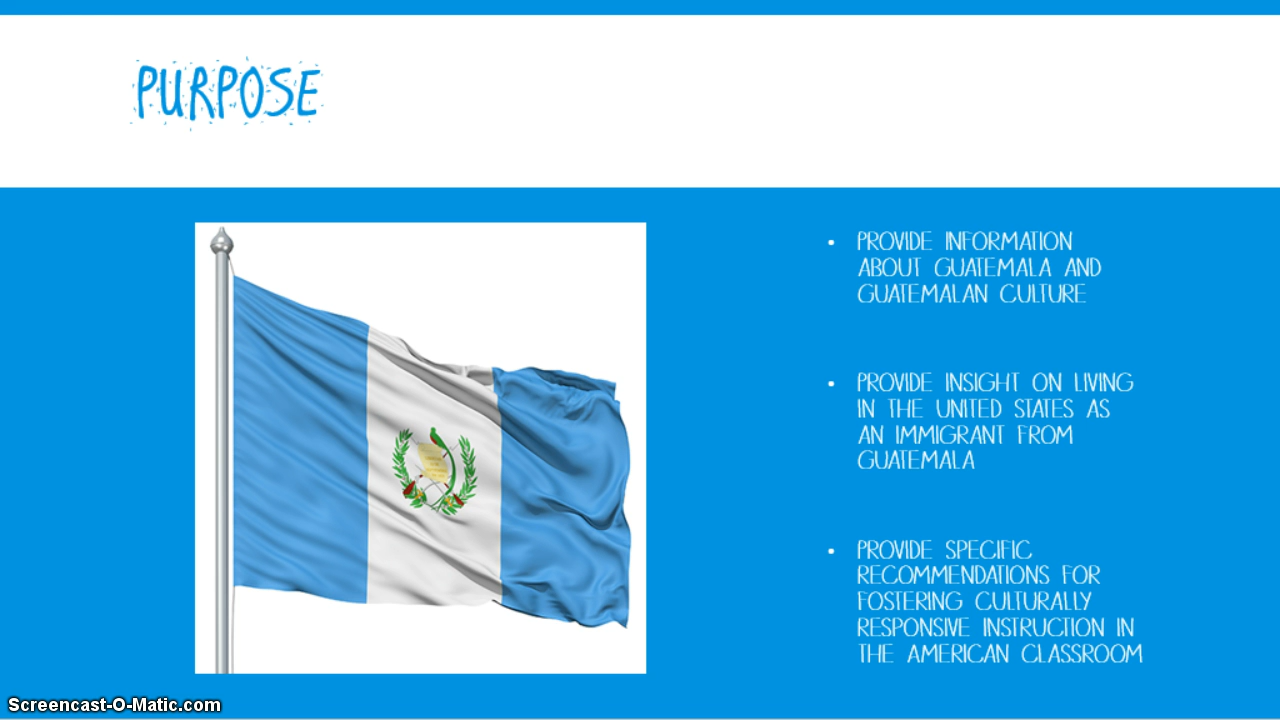 PURPOSE
• PROVIDE INFORMATION
ABOUT GUATEMALA AND
GUATEMALAN CULTURE
• PROVIDE INSIGHT ON LIVING
IN THE UNITED STATES AS
AN IMMIGRANT FROM
GUATEMALA
• PROVIDE SPECIFIC
RECOMMENDATIONS FOR
FOSTERING CULTURALLY
RESPONSIVE INSTRUCTION IN
THE AMERICAN CLASSROOM
Screencast-O-Matic.com